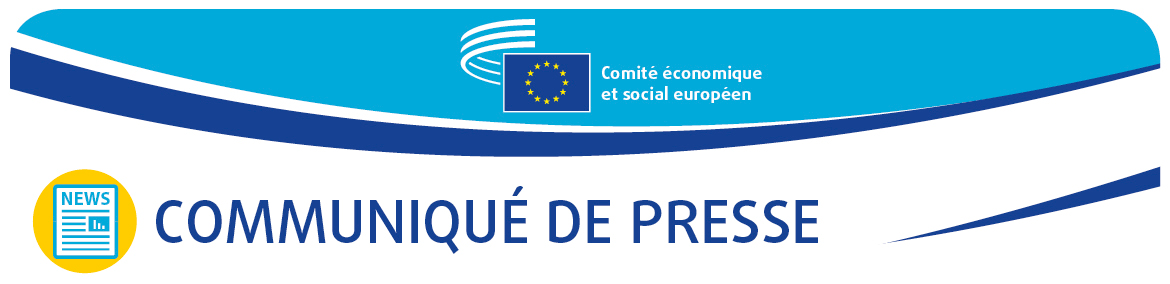 Comité économique
et social européen
NEWS
COMMUNIQUÉ DE PRESSE